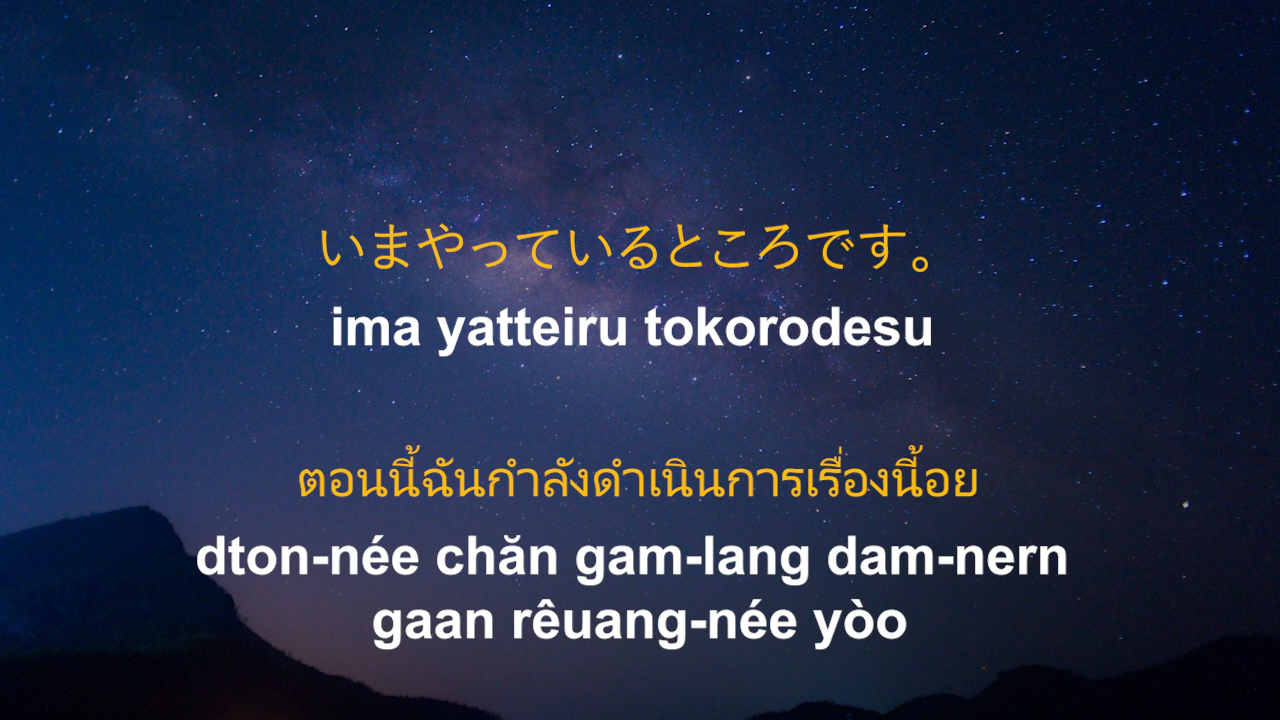 いまやっているところです。
ima yatteiru tokorodesu
ตอนนี้ฉันกำลังดำเนินการเรื่องนี้อย
dton-née chăn gam-lang dam-nern
gaan rêuang-née yòo